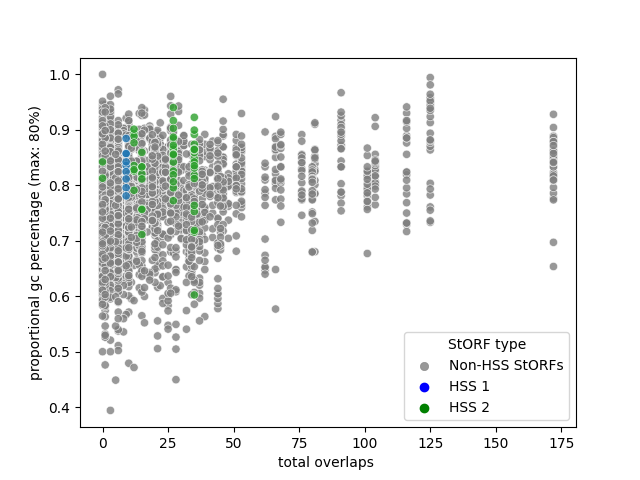 1.0
0.9
0.8
0.7
0.6
0.5
0.4
proportional gc percentage (max: 80%)
0 25 50 75 100 125 150 175
total overlaps
StORF type
Non-HSS StORFs
HSS 1
HSS 2